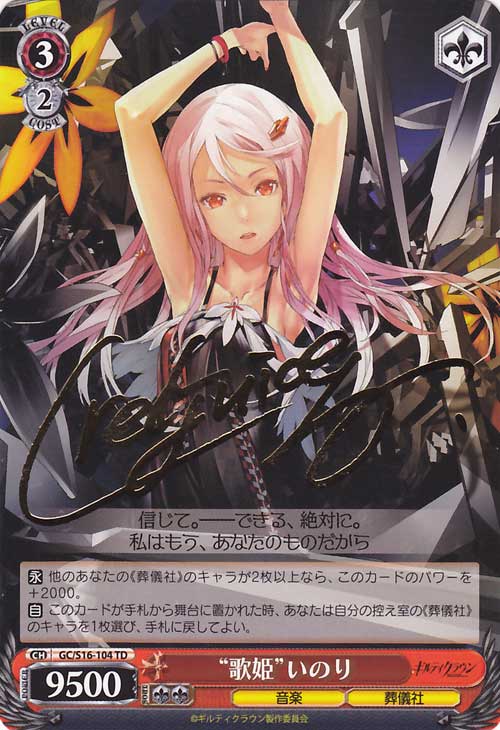 LEVEL
3
2
COST
信じて。――できる、絶対に。
私はもう、あなたのものだから
永 他のあなたの《葬儀社》のキャラが2枚以上なら、このカードのパワーを
＋2000。
自 このカードが手札から舞台に置かれた時、あなたは自分の控え室の《葬儀社》
のキャラを1枚選び、手札に戻してよい。
CH GC/S16-104 TD
“歌姫”いのり
ギルティクラウン
POWER
9500
SOUL
音楽
葬儀社
©ギルティクラウン製作委員会